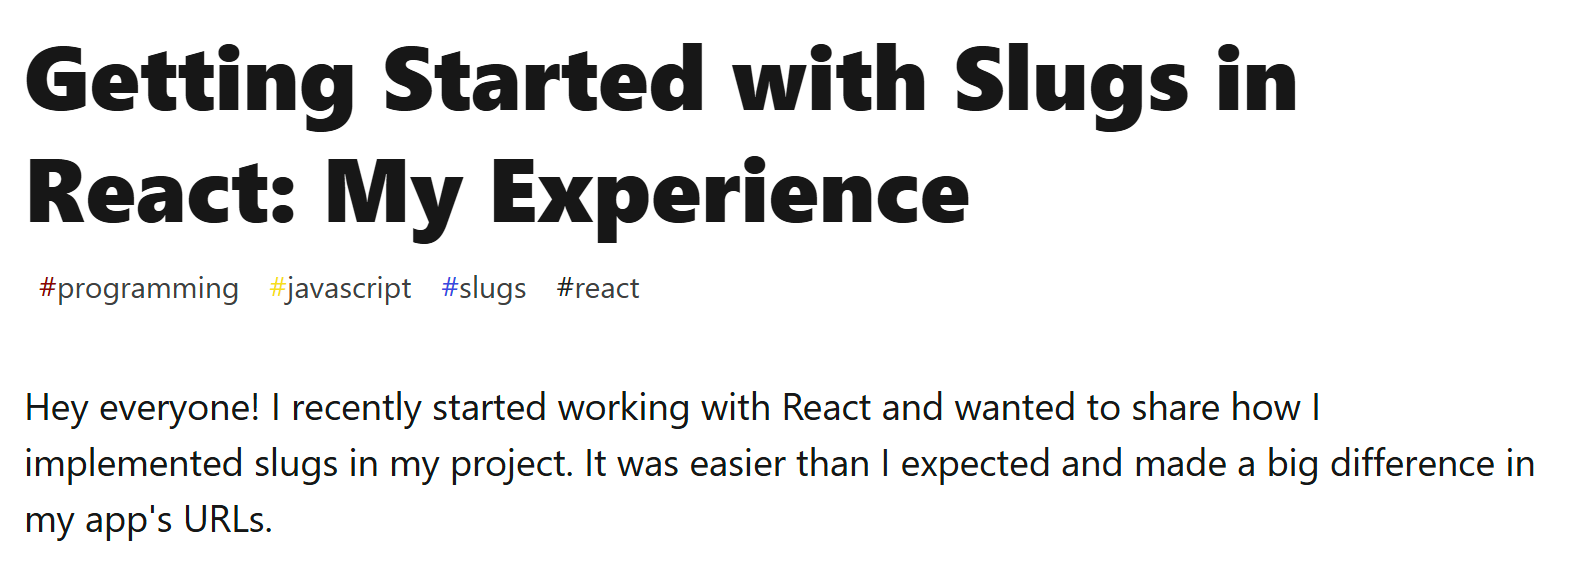 Getting Started with Slugs in
React: My Experience
#programming #javascript #slugs #react
Hey everyone! I recently started working with React and wanted to share how I
implemented slugs in my project. It was easier than I expected and made a big difference in
my app's URLs.